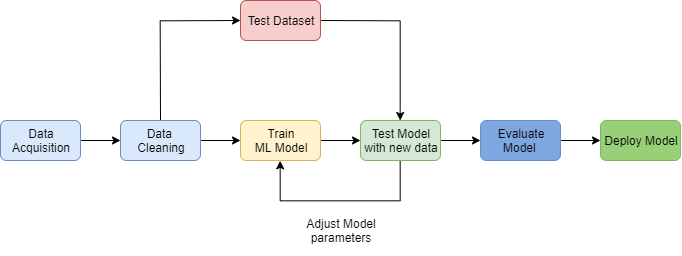 Test Dataset
Data
Acquisition
Data
Cleaning
Train
ML Model
Test Model
with new data
Evaluate
Model
Deploy Model
Adjust Model
parameters